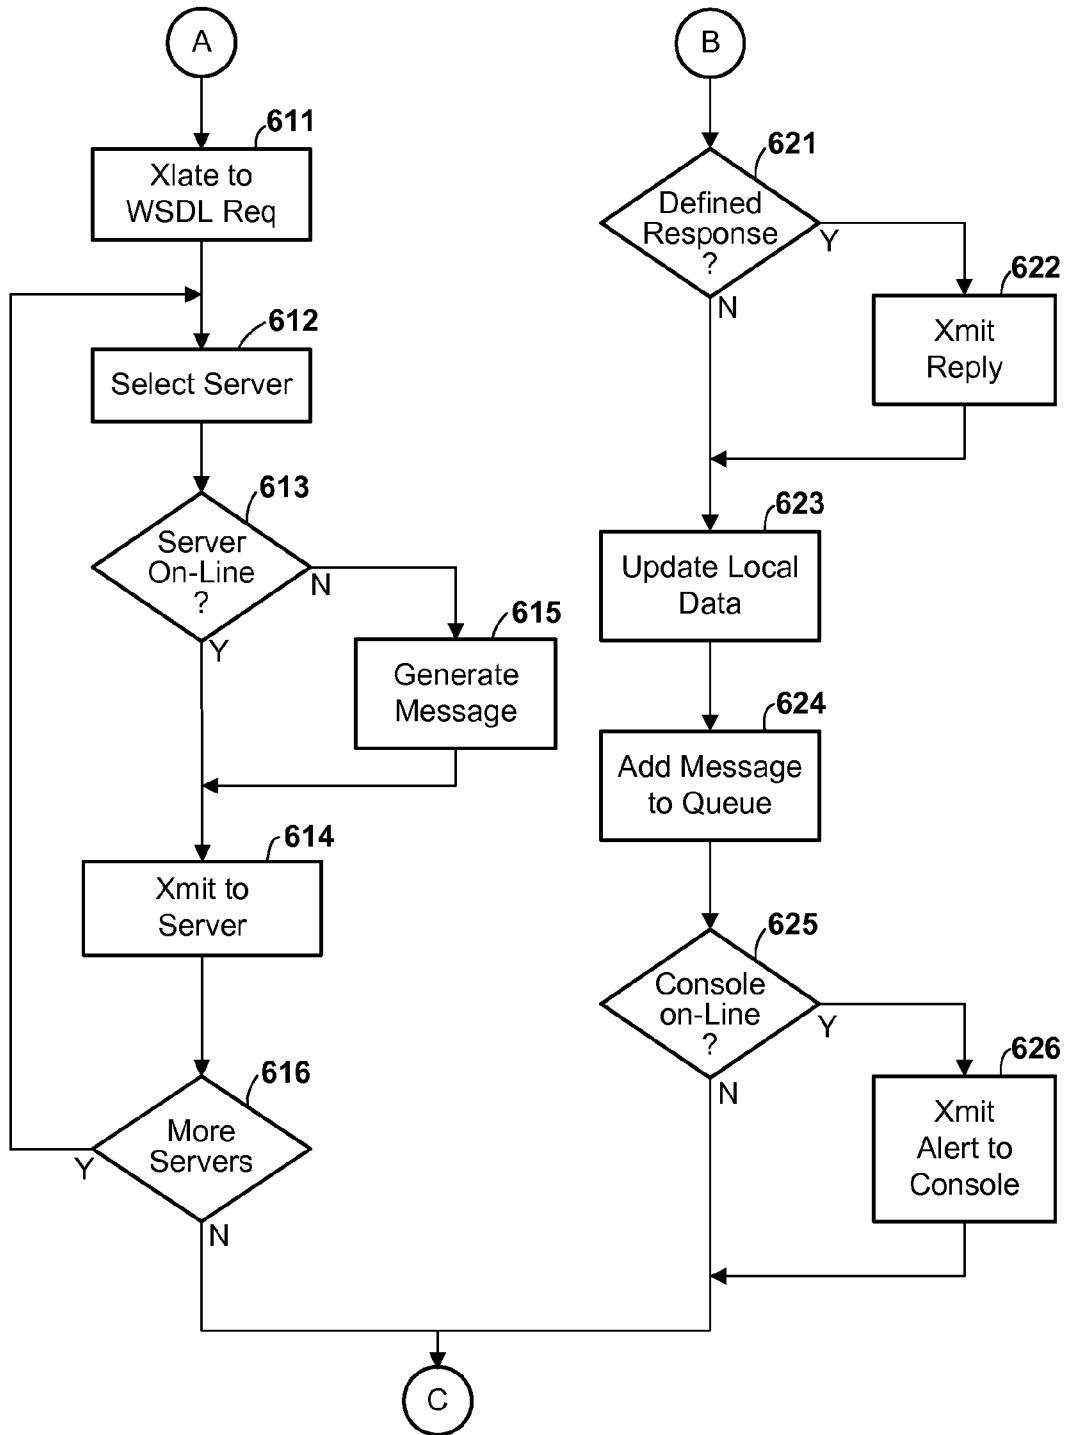 A
611
Xlate to
WSDL Req
612
Select Server
613
Server
On-Line
?
N
Y
615
Generate
Message
614
Xmit to
Server
616
More
Servers
Y
N
B
621
Defined
Response
?
Y
N
622
Xmit
Reply
623
Update Local
Data
624
Add Message
to Queue
625
Console
on-Line
?
Y
N
626
Xmit
Alert to
Console
C